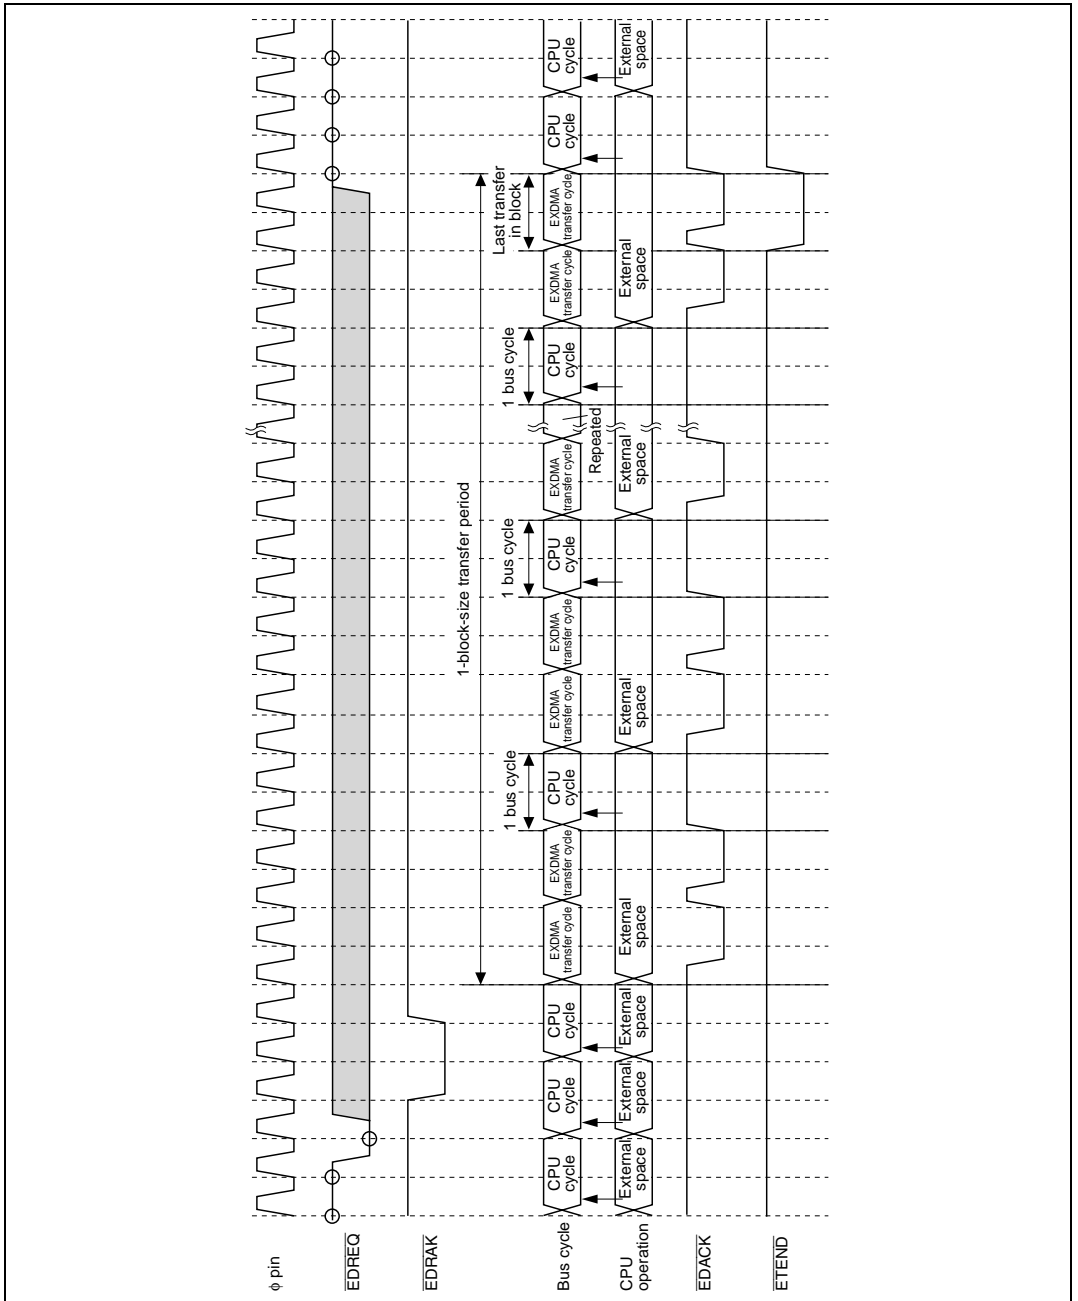 φ pin
EDREQ
EDRAK
1-block-size transfer period
Last transfer
in block
1 bus cycle
1 bus cycle
1 bus cycle
Bus cycle
CPU
cycle
CPU
cycle
CPU
cycle
EXDMA
transfer cycle
EXDMA
transfer cycle
CPU
cycle
EXDMA
transfer cycle
EXDMA
transfer cycle
CPU
cycle
EXDMA
transfer cycle
Repeated
CPU
cycle
EXDMA
transfer cycle
EXDMA
transfer cycle
CPU
cycle
CPU
cycle
CPU
operation
External
space
External
space
External
space
External
space
External
space
External
space
External
space
External
space
EDACK
ETEND